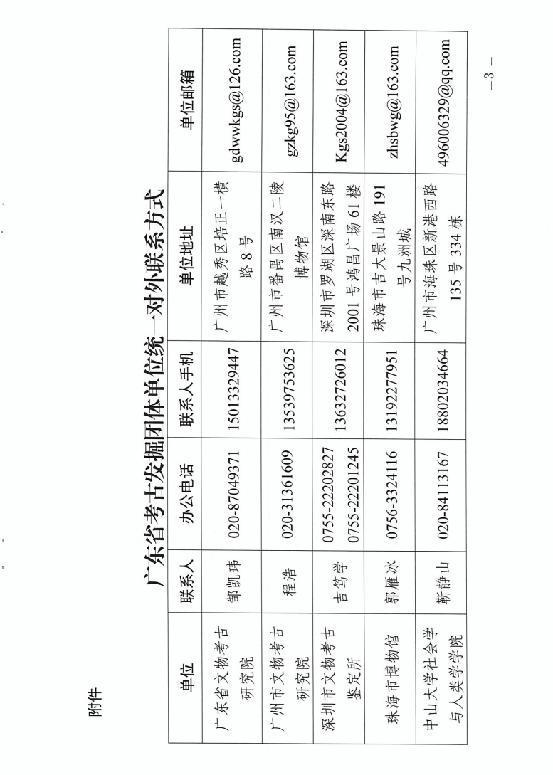 附件
广东省考古发掘团体单位统一对外联系方式
单位 联系人 办公电话 联系人手机 单位地址 单位邮箱
广东省文物考古研究院 邹凯玮 020-87049371 15013329447 广州市越秀区培正一横路8号 gdwwkgs@126.com
广州市文物考古研究院 程浩 020-31361609 13539753625 广州市番禺区南汉二陵博物馆 gzkg95@163.com
深圳市文物考古鉴定所 吉笃学 0755-22202827 0755-22201245 13632726012 深圳市罗湖区深南东路2001号鸿昌广场61楼 Kgs2004@163.com
珠海市博物馆 郭雁冰 0756-3324116 13192277951 珠海市吉大景山路191号九洲城 zhsbwg@163.com
中山大学社会学与人类学学院 靳静山 020-84113167 18802034664 广州市海珠区新港西路135号334栋 496006329@qq.com
—3—